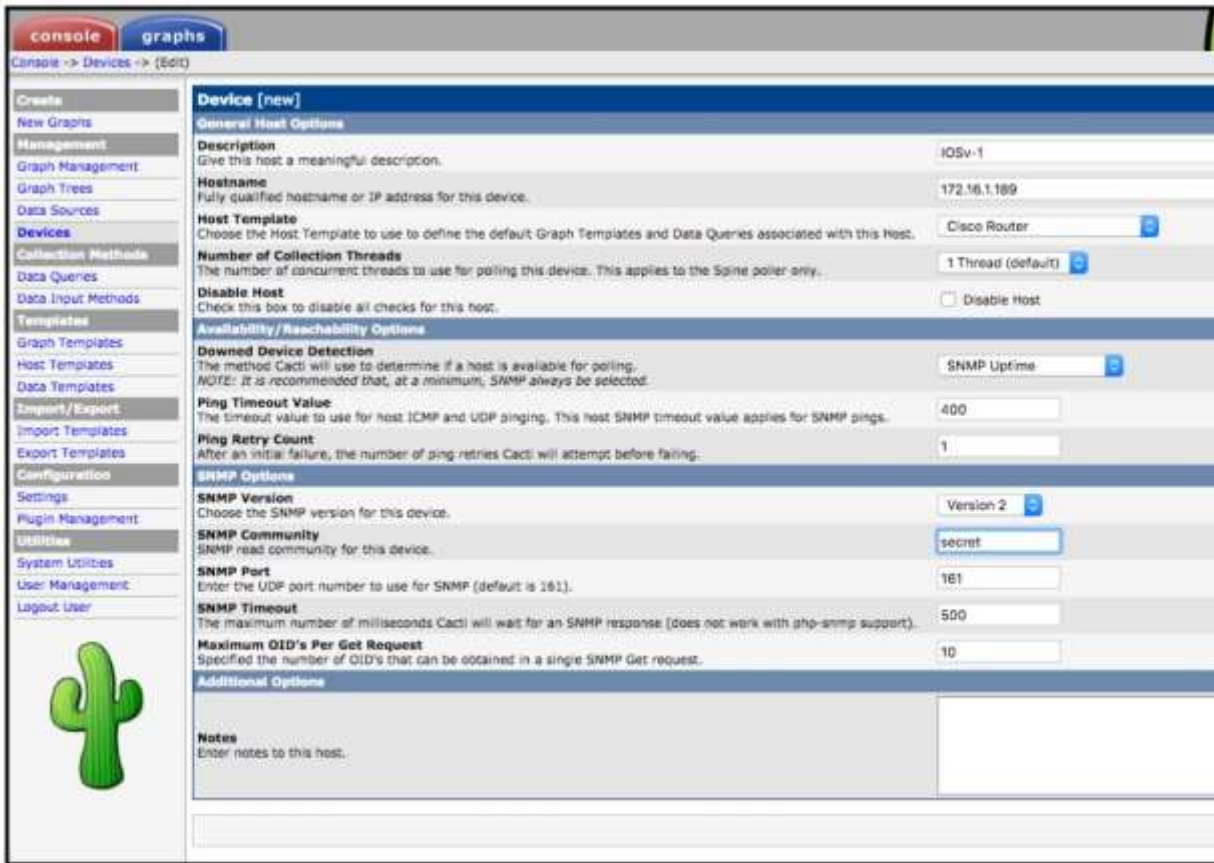 console graphs
Console -> Devices -> (Edit)
Create
New Graphs
Management
Graph Management
Graph Trees
Data Sources
Devices
Collection Methods
Data Queries
Data Input Methods
Templates
Graph Templates
Host Templates
Data Templates
Import/Export
Import Templates
Export Templates
Configuration
Settings
Plugin Management
Utilities
System Utilities
User Management
Logout User
Device [new]
General Host Options
Description
Give this host a meaningful description.
IOSv-1
Hostname
Fully qualified hostname or IP address for this device.
172.16.1.189
Host Template
Choose the Host Template to use to define the default Graph Templates and Data Queries associated with this Host.
Cisco Router
Number of Collection Threads
The number of concurrent threads to use for polling this device. This applies to the Spine poller only.
1 Thread (default)
Disable Host
Check this box to disable all checks for this host.
Disable Host
Availability/Reachability Options
Downed Device Detection
The method Cacti will use to determine if a host is available for polling.
NOTE: It is recommended that, at a minimum, SNMP always be selected.
SNMP Uptime
Ping Timeout Value
The timeout value to use for host ICMP and UDP pinging. This host SNMP timeout value applies for SNMP pings.
400
Ping Retry Count
After an initial failure, the number of ping retries Cacti will attempt before failing.
1
SNMP Options
SNMP Version
Choose the SNMP version for this device.
Version 2
SNMP Community
SNMP read community for this device.
secret
SNMP Port
Enter the UDP port number to use for SNMP (default is 161).
161
SNMP Timeout
The maximum number of milliseconds Cacti will wait for an SNMP response (does not work with php-snmp support).
500
Maximum OID's Per Get Request
Specified the number of OID's that can be obtained in a single SNMP Get request.
10
Additional Options
Notes
Enter notes to this host.